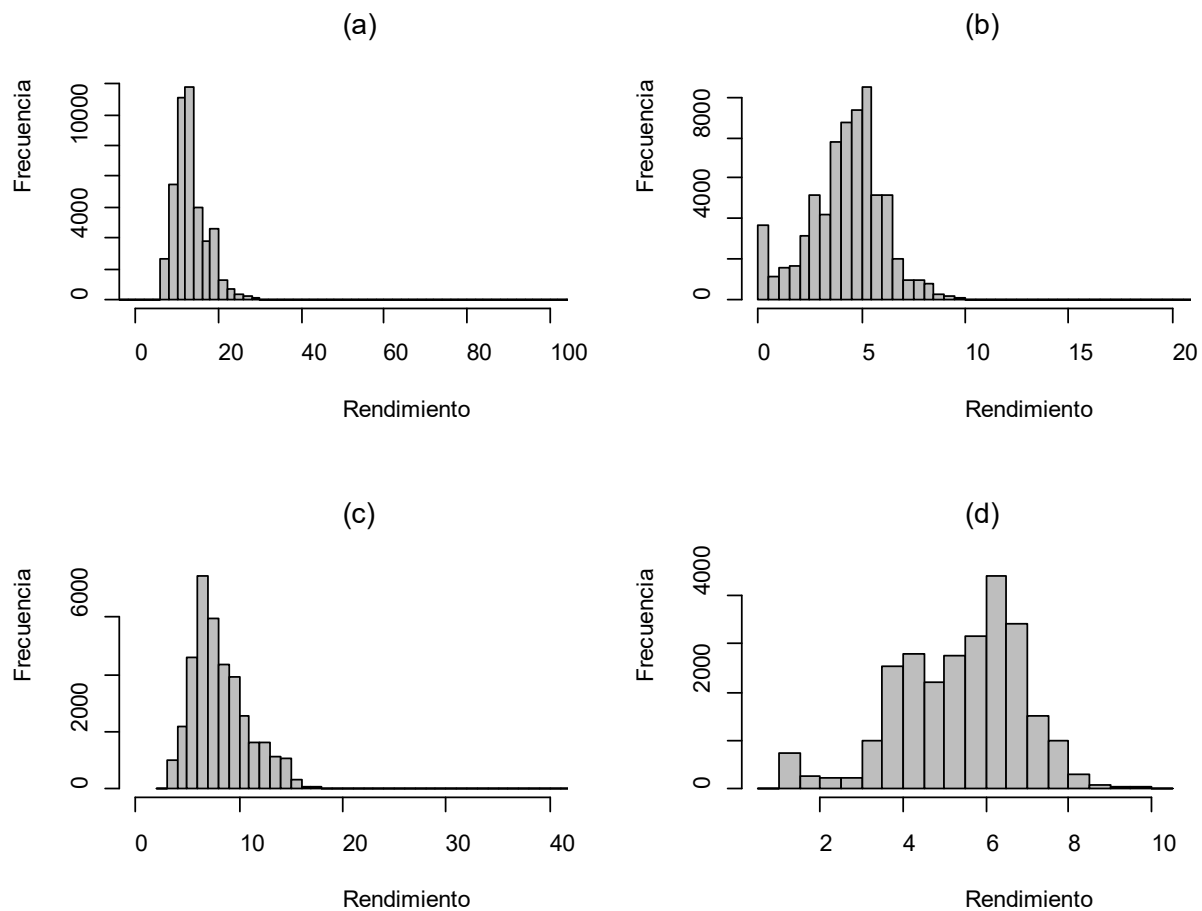 (a)
Frecuencia
0 4000 10000
0 20 40 60 80 100
Rendimiento
(b)
Frecuencia
0 4000 8000
0 5 10 15 20
Rendimiento
(c)
Frecuencia
0 2000 6000
0 10 20 30 40
Rendimiento
(d)
Frecuencia
0 2000 4000
2 4 6 8 10
Rendimiento